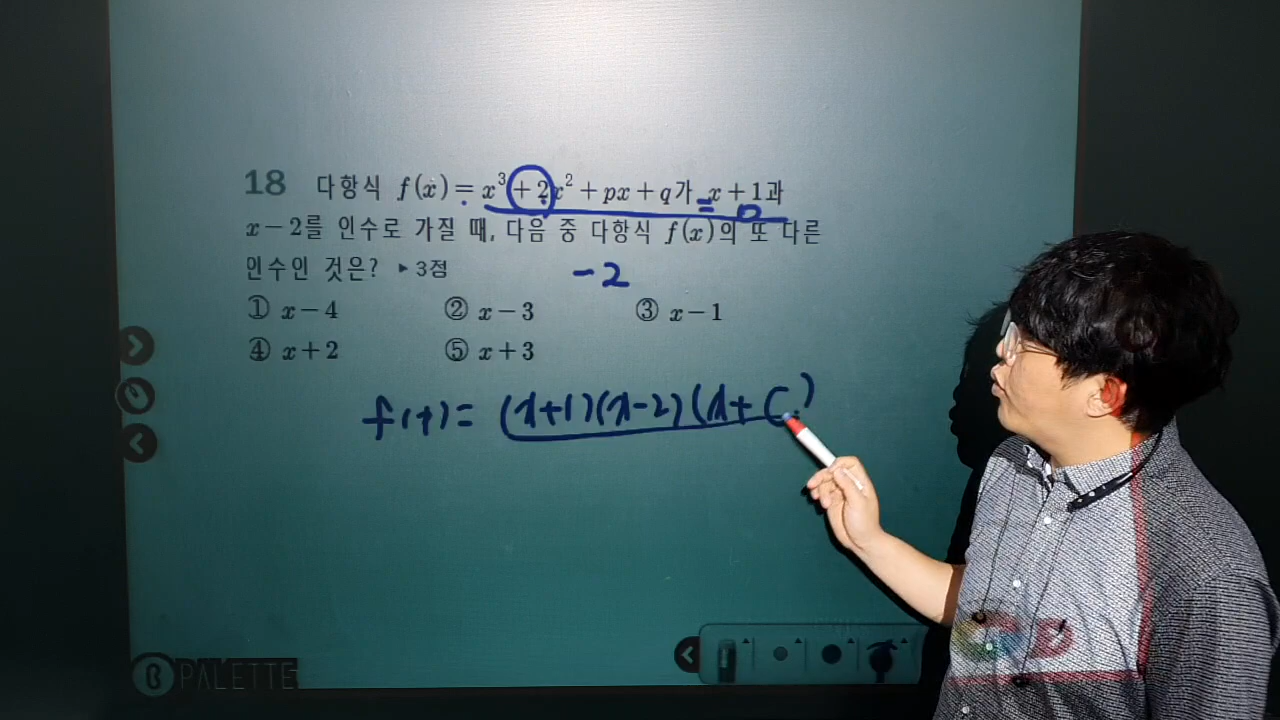 18 다항식 f(x)=x³+2x²+px+q가 x+1과
x-2를 인수로 가질 때, 다음 중 다항식 f(x)의 또 다른
인수인 것은? ▶3점
-2
① x-4 ② x-3 ③ x-1
④ x+2 ⑤ x+3
f(x)= (x+1)(x-2)(x+C)
B PALETTE